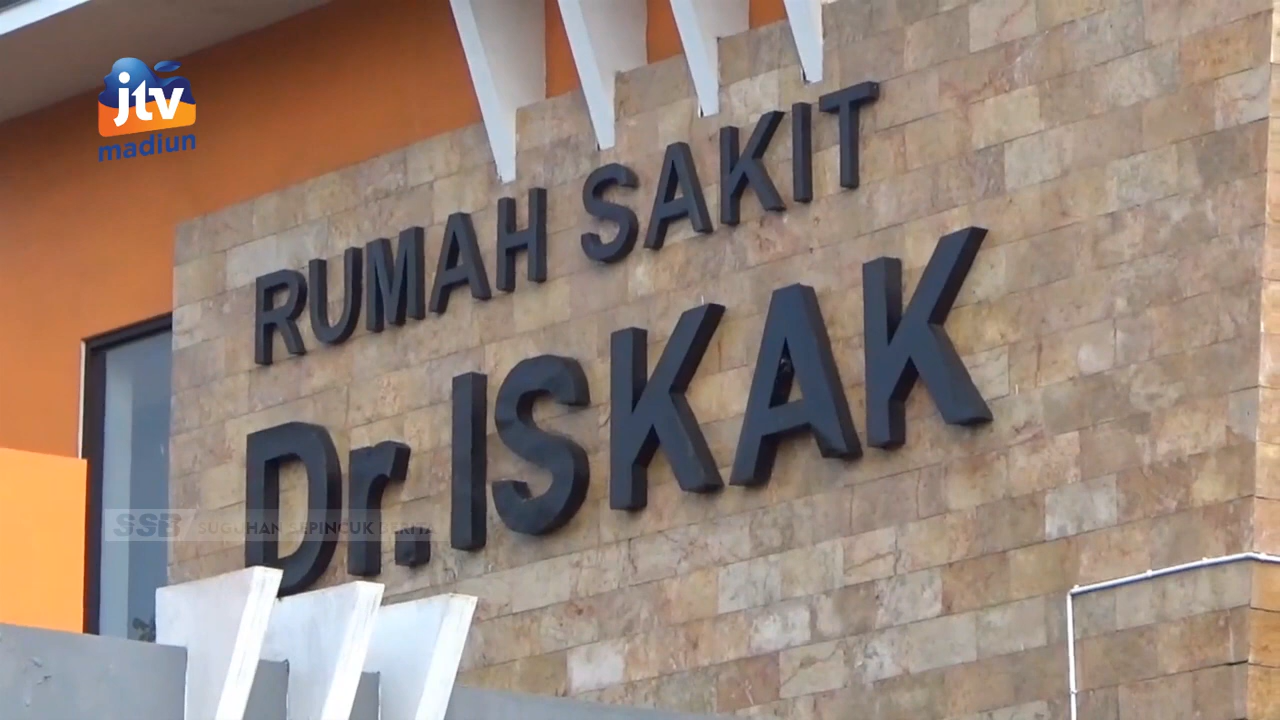 jtv
madiun
RUMAH SAKIT
Dr. ISKAK
SSB SUGUHAN SEPINCUK BERITA